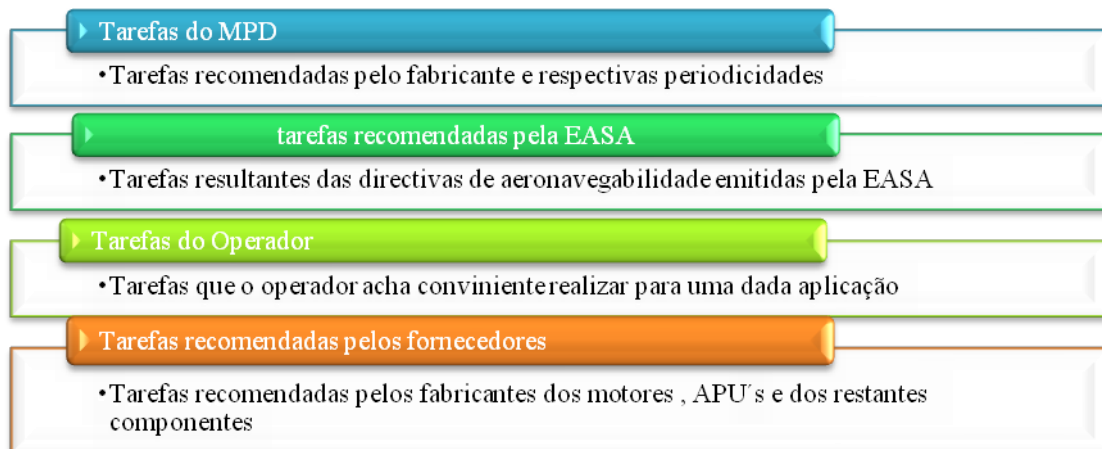 Tarefas do MPD
•Tarefas recomendadas pelo fabricante e respectivas periodicidades
tarefas recomendadas pela EASA
•Tarefas resultantes das directivas de aeronavegabilidade emitidas pela EASA
Tarefas do Operador
•Tarefas que o operador acha conviniente realizar para uma dada aplicação
Tarefas recomendadas pelos fornecedores
•Tarefas recomendadas pelos fabricantes dos motores , APU´s e dos restantes
componentes